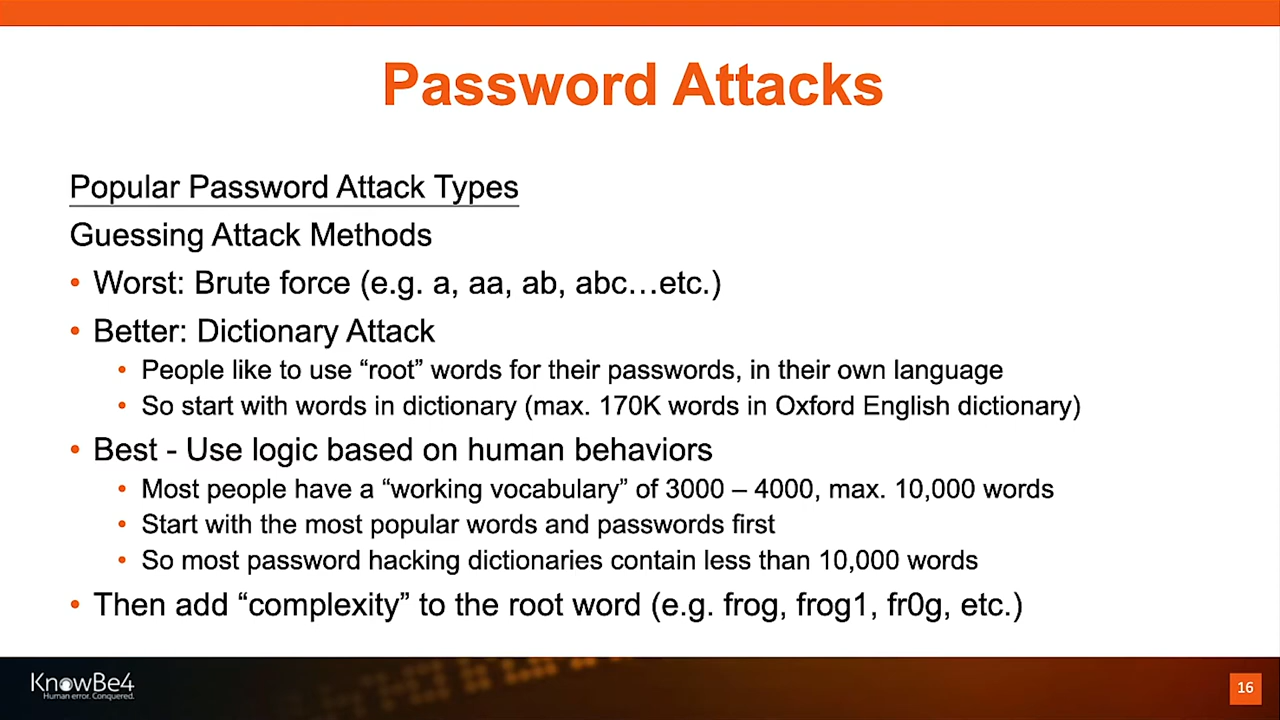 Password Attacks
Popular Password Attack Types
Guessing Attack Methods
• Worst: Brute force (e.g. a, aa, ab, abc…etc.)
• Better: Dictionary Attack
• People like to use “root” words for their passwords, in their own language
• So start with words in dictionary (max. 170K words in Oxford English dictionary)
• Best - Use logic based on human behaviors
• Most people have a “working vocabulary” of 3000 – 4000, max. 10,000 words
• Start with the most popular words and passwords first
• So most password hacking dictionaries contain less than 10,000 words
• Then add “complexity” to the root word (e.g. frog, frog1, fr0g, etc.)
KnowBe4
Human error. Conquered.
16